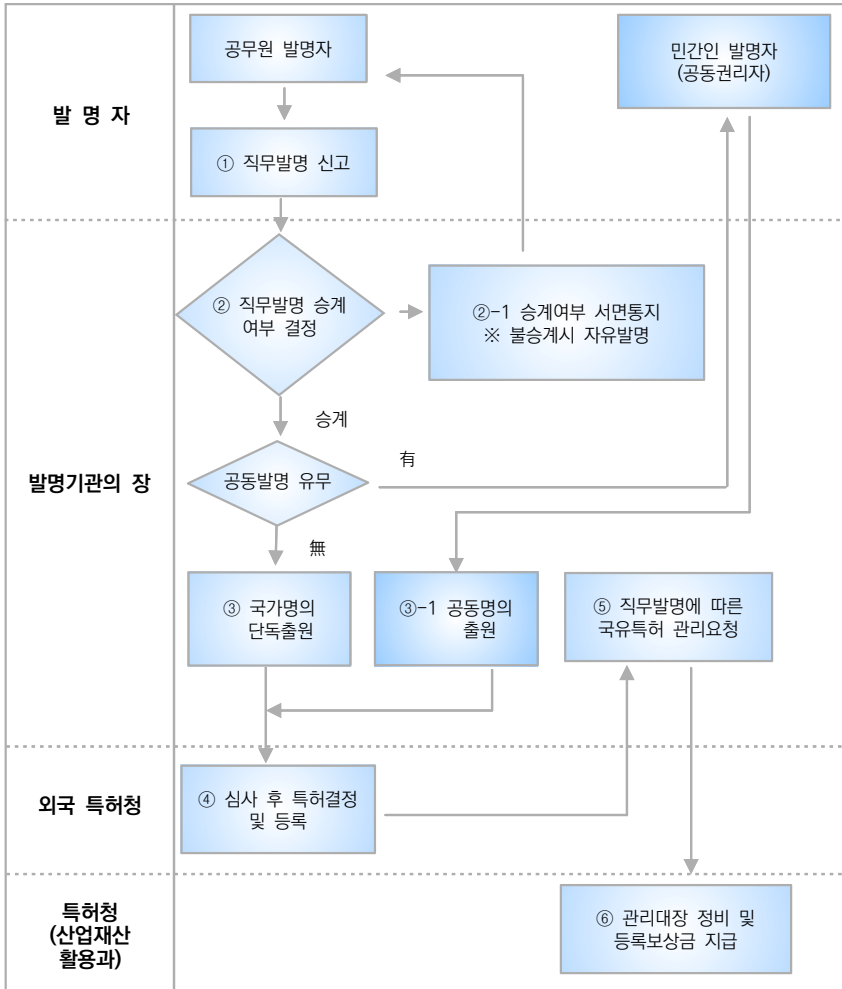 발 명 자
공무원 발명자
민간인 발명자
(공동권리자)
① 직무발명 신고
발명기관의 장
② 직무발명 승계
여부 결정
②-1 승계여부 서면통지
※ 불승계시 자유발명
승계
공동발명 유무
有
無
③ 국가명의
단독출원
③-1 공동명의
출원
⑤ 직무발명에 따른
국유특허 관리요청
외국 특허청
④ 심사 후 특허결정
및 등록
특허청
(산업재산
활용과)
⑥ 관리대장 정비 및
등록보상금 지급